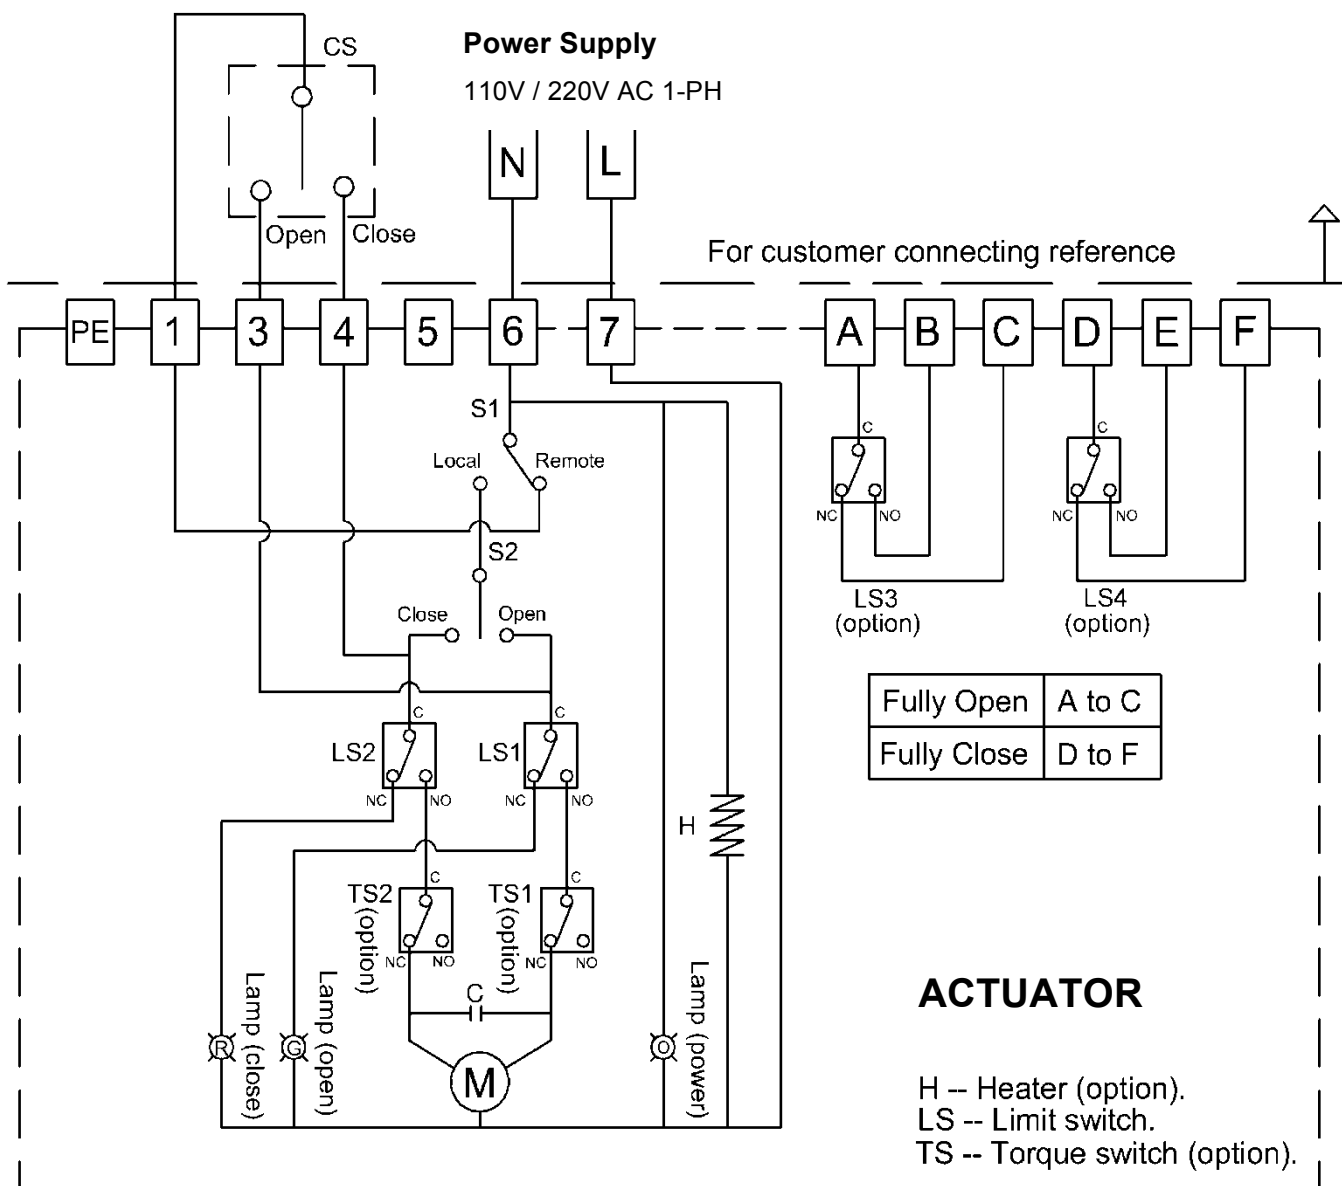 CS
Power Supply
110V / 220V AC 1-PH
N
L
Open
Close
For customer connecting reference
PE
1
3
4
5
6
7
A
B
C
D
E
F
S1
Local
Remote
C
NC
NO
LS3
(option)
C
NC
NO
LS4
(option)
S2
Close
Open
Fully Open
A to C
Fully Close
D to F
C
LS2
NC
NO
C
LS1
NC
NO
H
C
TS2
(option)
NC
NO
C
TS1
(option)
NC
NO
C
R
Lamp (close)
G
Lamp (open)
M
O
Lamp (power)
ACTUATOR
H -- Heater (option).
LS -- Limit switch.
TS -- Torque switch (option).